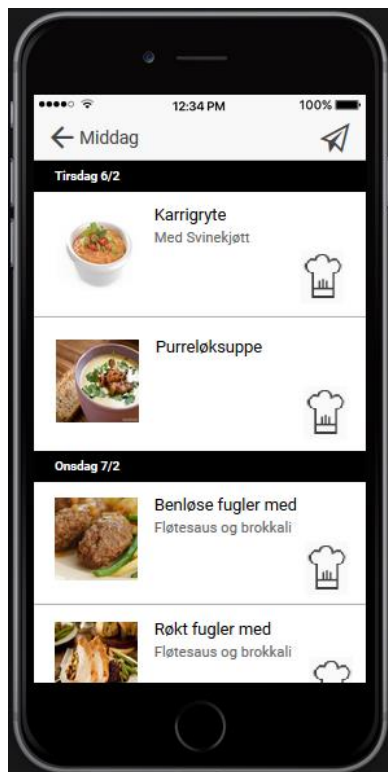 12:34 PM
100%
Middag
Tirsdag 6/2
Karrigryte
Med Svinekjøtt
Purreløksuppe
Onsdag 7/2
Benløse fugler med
Fløtesaus og brokkali
Røkt fugler med
Fløtesaus og brokkali